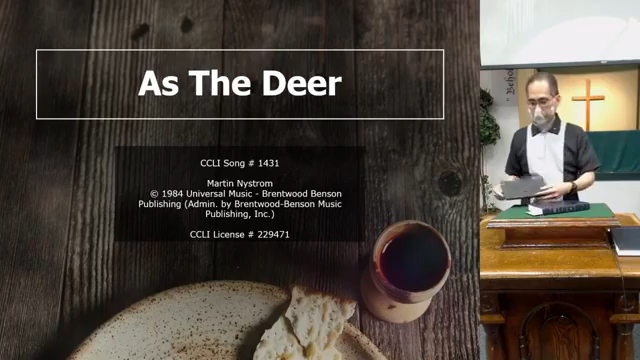 As The Deer
CCLI Song # 1431
Martin Nystrom
© 1984 Universal Music - Brentwood Benson
Publishing (Admin. by Brentwood-Benson Music
Publishing, Inc.)
CCLI License # 229471
"Behol